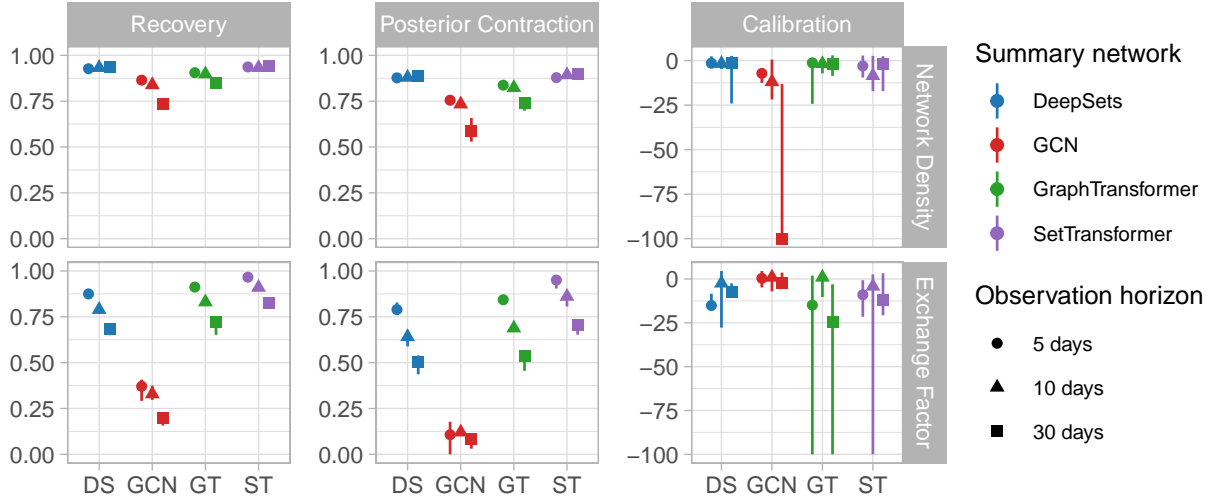 Recovery
Posterior Contraction
Calibration
1.00
0.75
0.50
0.25
0.00
1.00
0.75
0.50
0.25
0.00
0
−25
−50
−75
−100
Network Density
1.00
0.75
0.50
0.25
0.00
1.00
0.75
0.50
0.25
0.00
0
−25
−50
−75
−100
Exchange Factor
DS GCN GT ST
DS GCN GT ST
DS GCN GT ST
Summary network
DeepSets
GCN
GraphTransformer
SetTransformer
Observation horizon
5 days
10 days
30 days